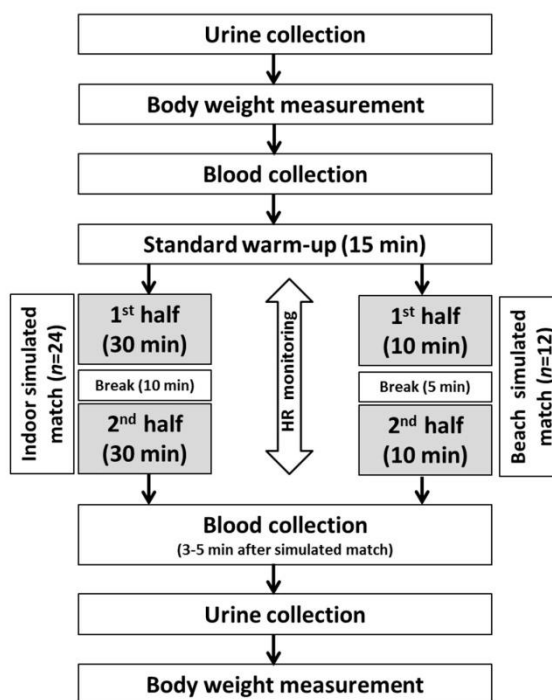 Urine collection
Body weight measurement
Blood collection
Standard warm-up (15 min)
Indoor simulated
match (n=24)
1st half
(30 min)
Break (10 min)
2nd half
(30 min)
HR monitoring
1st half
(10 min)
Break (5 min)
2nd half
(10 min)
Beach simulated
match (n=12)
Blood collection
(3-5 min after simulated match)
Urine collection
Body weight measurement